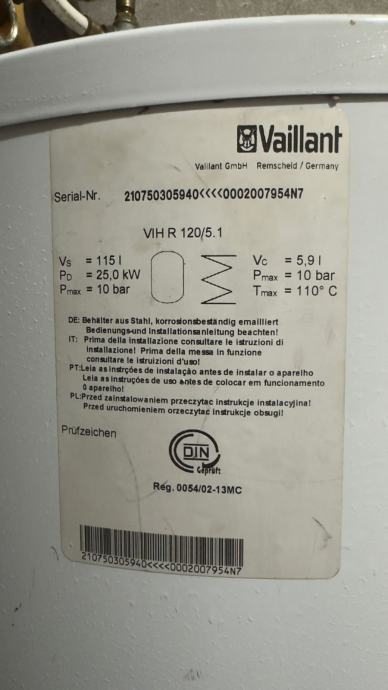 Vaillant
Vaillant GmbH Remscheid / Germany
Serial-Nr. 210750305940<<<<0002007954N7
VIH R 120/5.1
Vs = 115 l
PD = 25,0 kW
Pmax = 10 bar
Vc = 5,9 l
Pmax = 10 bar
Tmax = 110° C
DE: Behälter aus Stahl, korrosionsbeständig emailliert
Bedienungs-und Installationsanleitung beachten!
IT: Prima della installazione consultare le istruzioni di
installazione! Prima della messa in funzione
consultare le istruizioni d'uso!
PT:Leia as instrções de instalação antes de instalar o aparelho
Leia as instruções de uso antes de colocar em funcionamento
0 aparelho!
PL:Przed zainstalowaniem przeczytac instrukcje instalacyjna!
Przed uruchomieniem orzeczytac instrukcje obsugi!
Prüfzeichen
DIN
Geprüft
Reg. 0054/02-13MC
210750305940<<<<0002007954N7